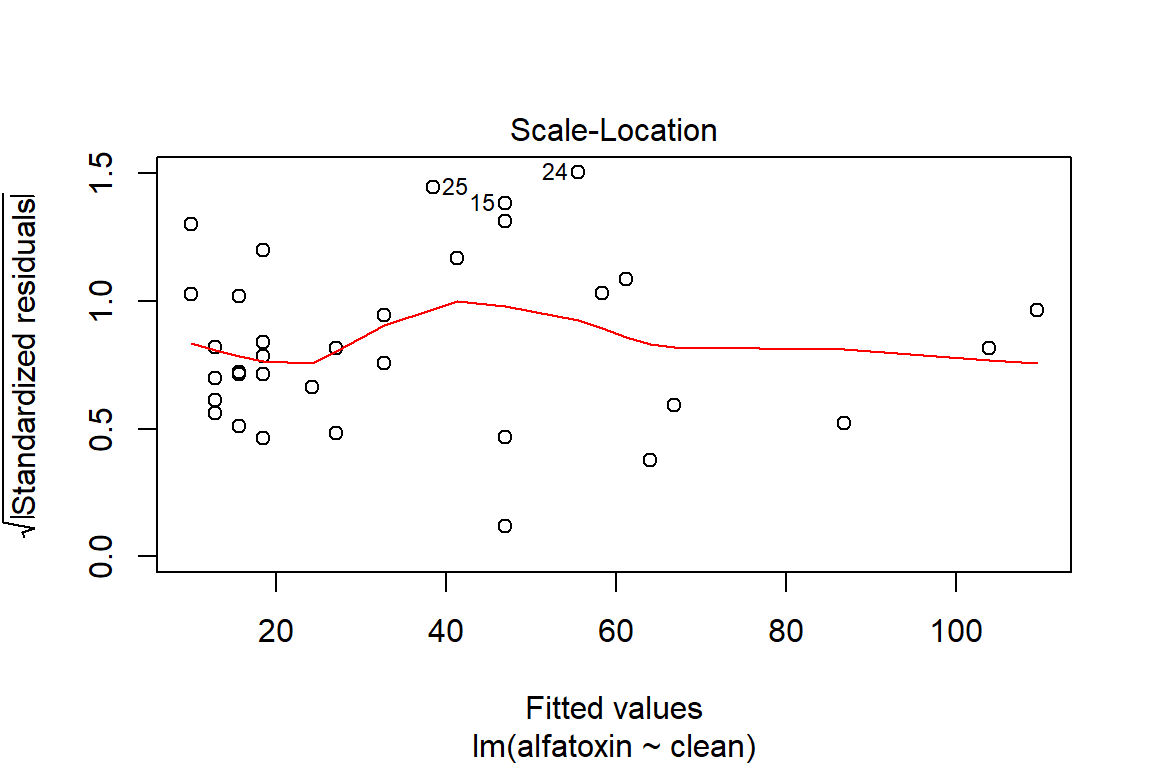 Scale-Location
√|Standardized residuals|
1.5
1.0
0.5
0.0
25
15
24
20 40 60 80 100
Fitted values
lm(alfatoxin ~ clean)